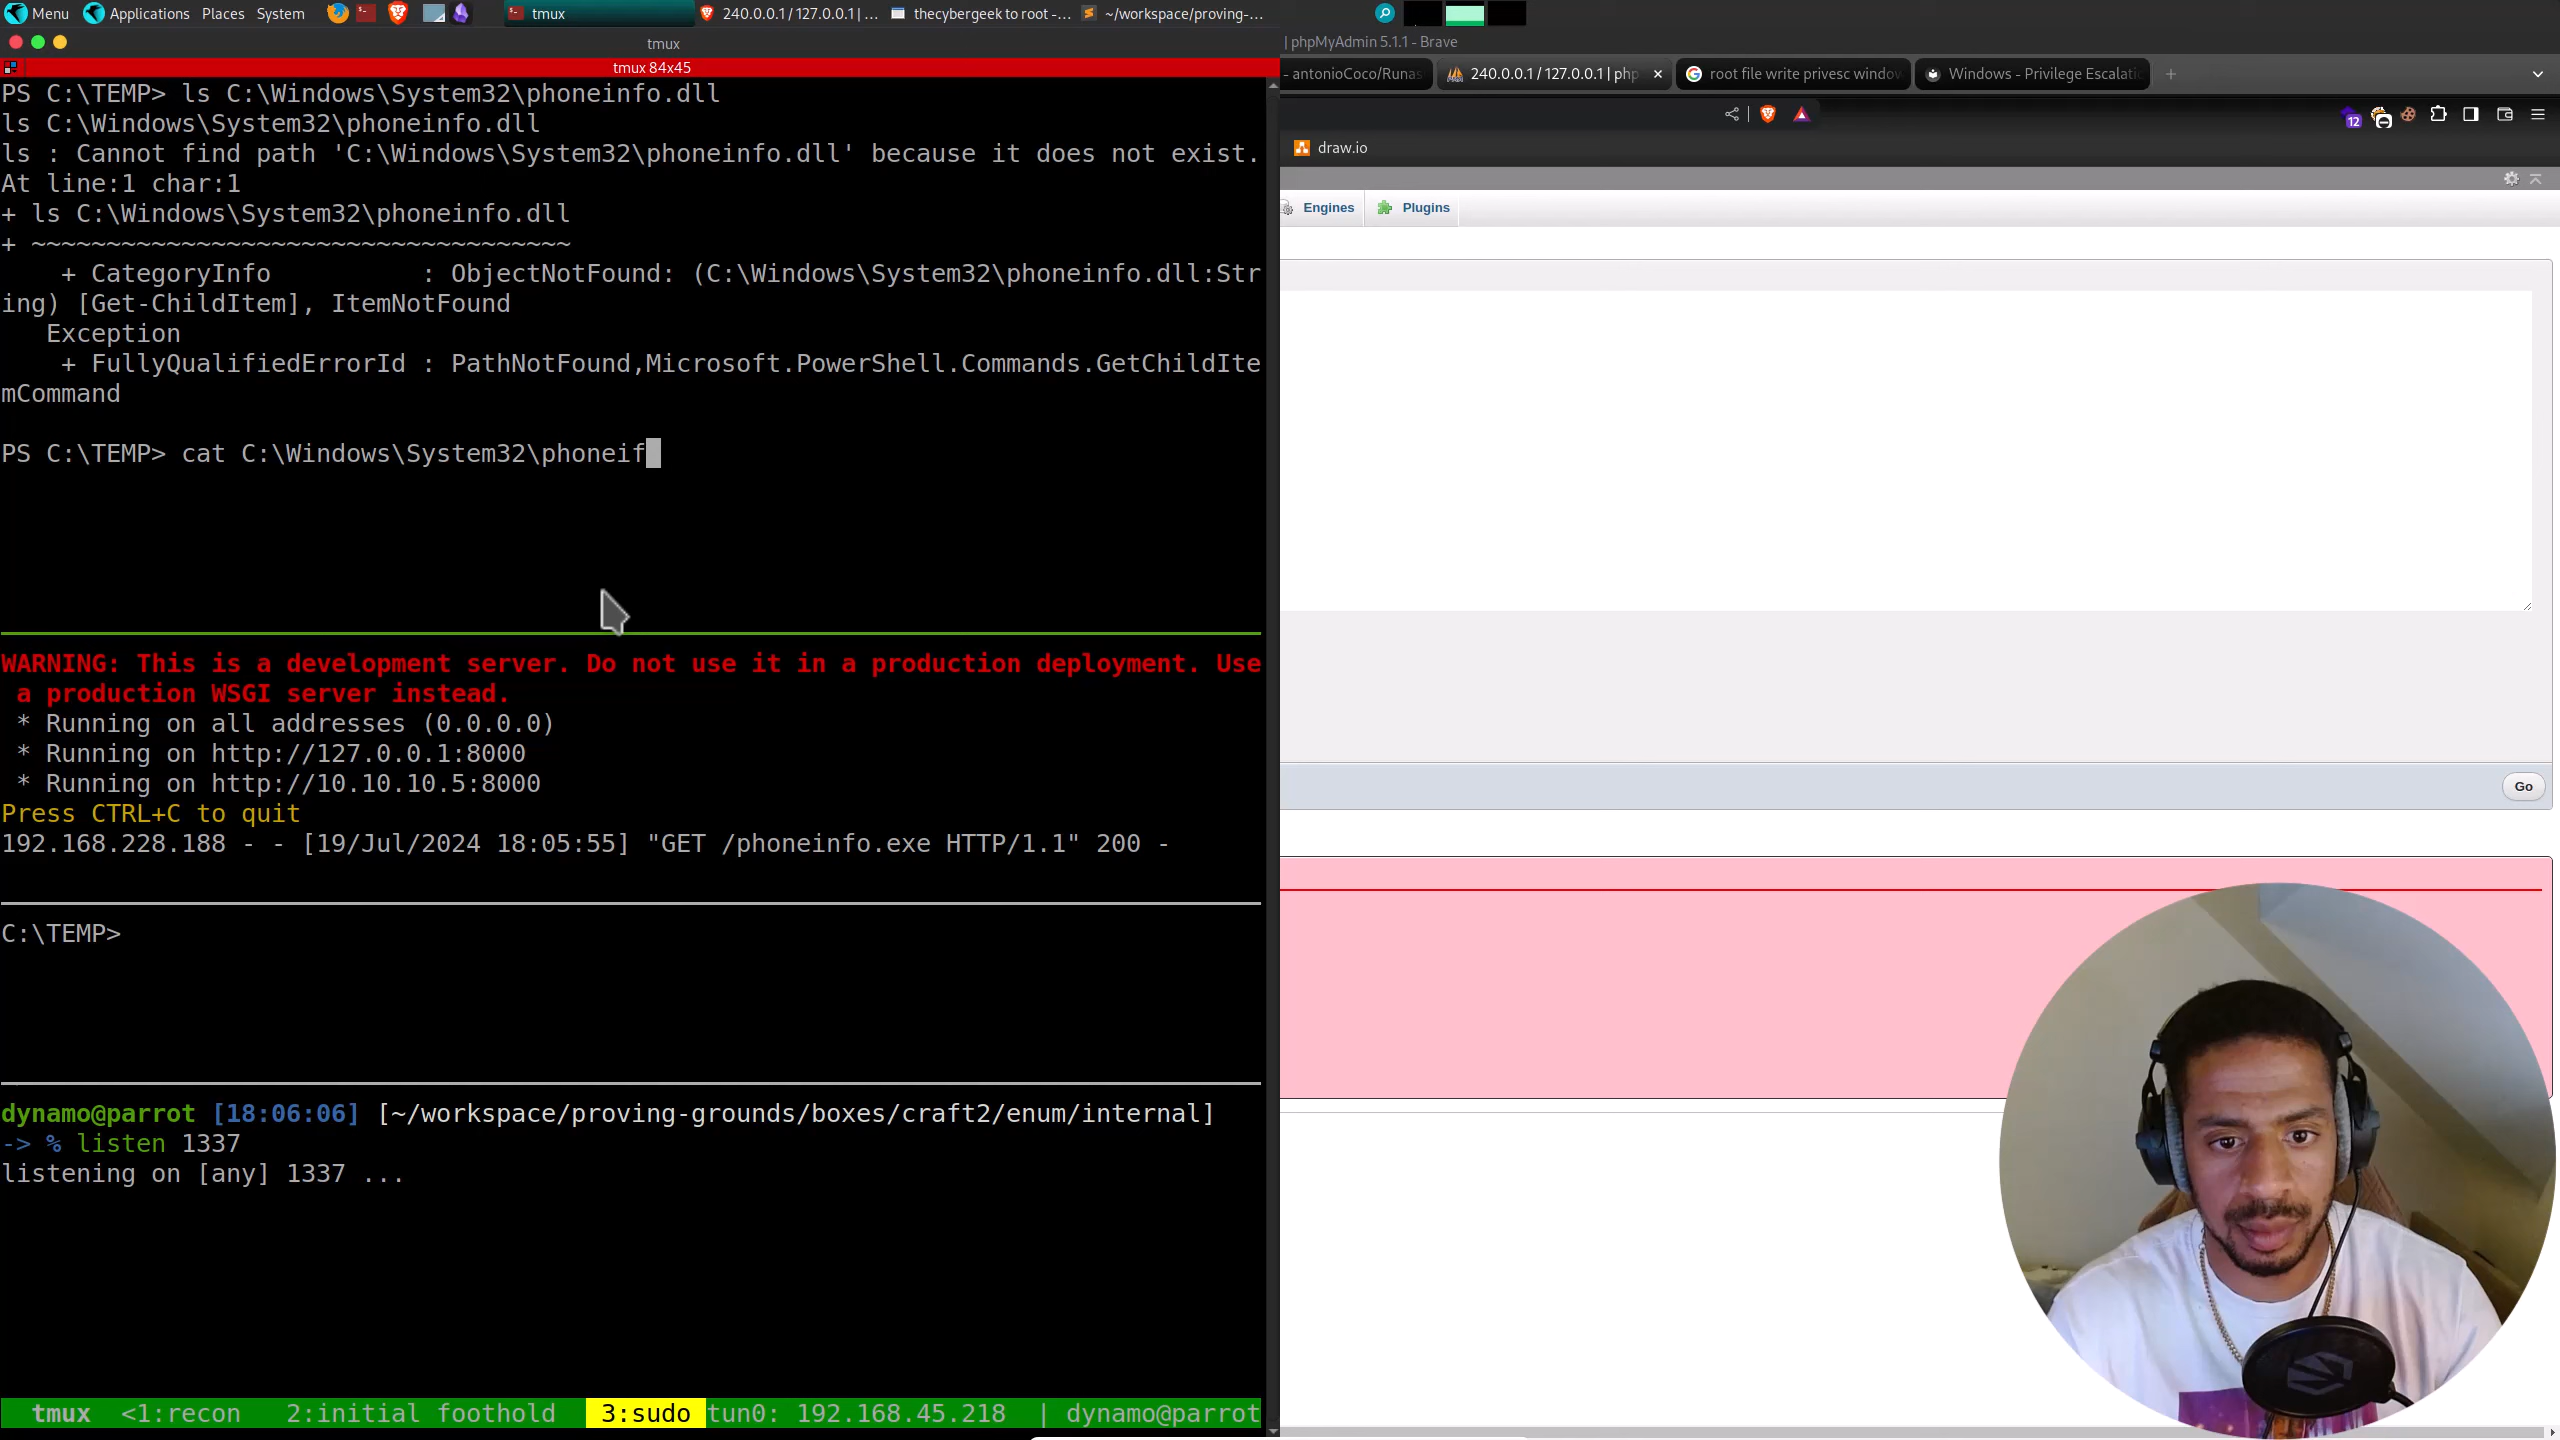 Menu Applications Places System tmux 240.0.0.1 / 127.0.0.1 | ... thecybergeek to root -... ~/workspace/proving-...
tmux
| phpMyAdmin 5.1.1 - Brave
tmux 84x45
- antonioCoco/Runas 240.0.0.1 / 127.0.0.1 | php root file write privesc window Windows - Privilege Escalatio
12
draw.io
Engines Plugins
Go
PS C:\TEMP> ls C:\Windows\System32\phoneinfo.dll
ls C:\Windows\System32\phoneinfo.dll
ls : Cannot find path 'C:\Windows\System32\phoneinfo.dll' because it does not exist.
At line:1 char:1
+ ls C:\Windows\System32\phoneinfo.dll
+ ~~~~~~~~~~~~~~~~~~~~~~~~~~~~~~~~~~~~
+ CategoryInfo : ObjectNotFound: (C:\Windows\System32\phoneinfo.dll:Str
ing) [Get-ChildItem], ItemNotFound
Exception
+ FullyQualifiedErrorId : PathNotFound,Microsoft.PowerShell.Commands.GetChildIte
mCommand
PS C:\TEMP> cat C:\Windows\System32\phoneif
WARNING: This is a development server. Do not use it in a production deployment. Use
a production WSGI server instead.
* Running on all addresses (0.0.0.0)
* Running on http://127.0.0.1:8000
* Running on http://10.10.10.5:8000
Press CTRL+C to quit
192.168.228.188 - - [19/Jul/2024 18:05:55] "GET /phoneinfo.exe HTTP/1.1" 200 -
C:\TEMP>
dynamo@parrot [18:06:06] [~/workspace/proving-grounds/boxes/craft2/enum/internal]
-> % listen 1337
listening on [any] 1337 ...
tmux <1:recon 2:initial foothold 3:sudo tun0: 192.168.45.218 | dynamo@parrot